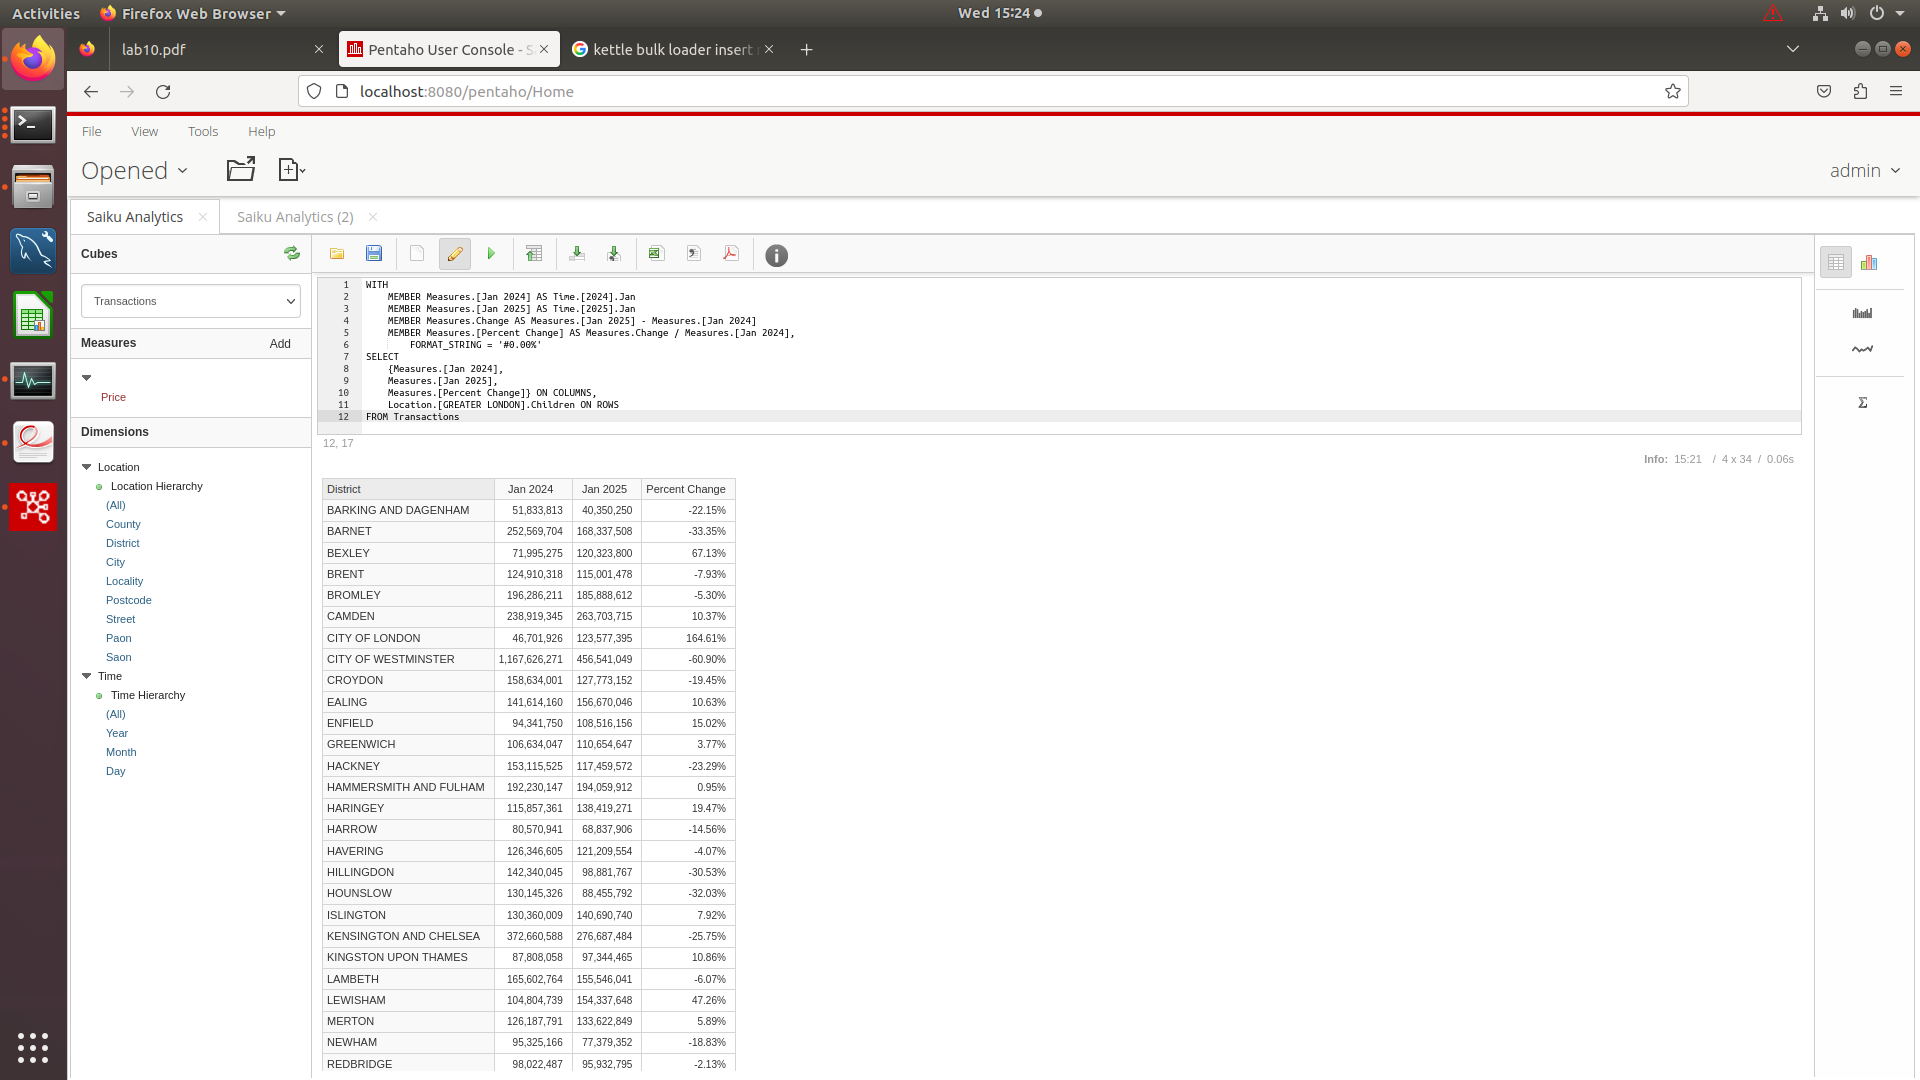 Activities Firefox Web Browser Wed 15:24
lab10.pdf Pentaho User Console - S kettle bulk loader insert
localhost:8080/pentaho/Home
File View Tools Help
Opened admin
Saiku Analytics Saiku Analytics (2)
Cubes
Transactions
Measures Add
Price
Dimensions
Location
Location Hierarchy
(All)
County
District
City
Locality
Postcode
Street
Paon
Saon
Time
Time Hierarchy
(All)
Year
Month
Day
1 WITH
2 MEMBER Measures.[Jan 2024] AS Time.[2024].Jan
3 MEMBER Measures.[Jan 2025] AS Time.[2025].Jan
4 MEMBER Measures.Change AS Measures.[Jan 2025] - Measures.[Jan 2024]
5 MEMBER Measures.[Percent Change] AS Measures.Change / Measures.[Jan 2024],
6 FORMAT_STRING = '#0.00%'
7 SELECT
8 {Measures.[Jan 2024],
9 Measures.[Jan 2025],
10 Measures.[Percent Change]} ON COLUMNS,
11 Location.[GREATER LONDON].Children ON ROWS
12 FROM Transactions
12, 17
Info: 15:21 / 4 x 34 / 0.06s
District Jan 2024 Jan 2025 Percent Change
BARKING AND DAGENHAM 51,833,813 40,350,250 -22.15%
BARNET 252,569,704 168,337,508 -33.35%
BEXLEY 71,995,275 120,323,800 67.13%
BRENT 124,910,318 115,001,478 -7.93%
BROMLEY 196,286,211 185,888,612 -5.30%
CAMDEN 238,919,345 263,703,715 10.37%
CITY OF LONDON 46,701,926 123,577,395 164.61%
CITY OF WESTMINSTER 1,167,626,271 456,541,049 -60.90%
CROYDON 158,634,001 127,773,152 -19.45%
EALING 141,614,160 156,670,046 10.63%
ENFIELD 94,341,750 108,516,156 15.02%
GREENWICH 106,634,047 110,654,647 3.77%
HACKNEY 153,115,525 117,459,572 -23.29%
HAMMERSMITH AND FULHAM 192,230,147 194,059,912 0.95%
HARINGEY 115,857,361 138,419,271 19.47%
HARROW 80,570,941 68,837,906 -14.56%
HAVERING 126,346,605 121,209,554 -4.07%
HILLINGDON 142,340,045 98,881,767 -30.53%
HOUNSLOW 130,145,326 88,455,792 -32.03%
ISLINGTON 130,360,009 140,690,740 7.92%
KENSINGTON AND CHELSEA 372,660,588 276,687,484 -25.75%
KINGSTON UPON THAMES 87,808,058 97,344,465 10.86%
LAMBETH 165,602,764 155,546,041 -6.07%
LEWISHAM 104,804,739 154,337,648 47.26%
MERTON 126,187,791 133,622,849 5.89%
NEWHAM 95,325,166 77,379,352 -18.83%
REDBRIDGE 98,022,487 95,932,795 -2.13%